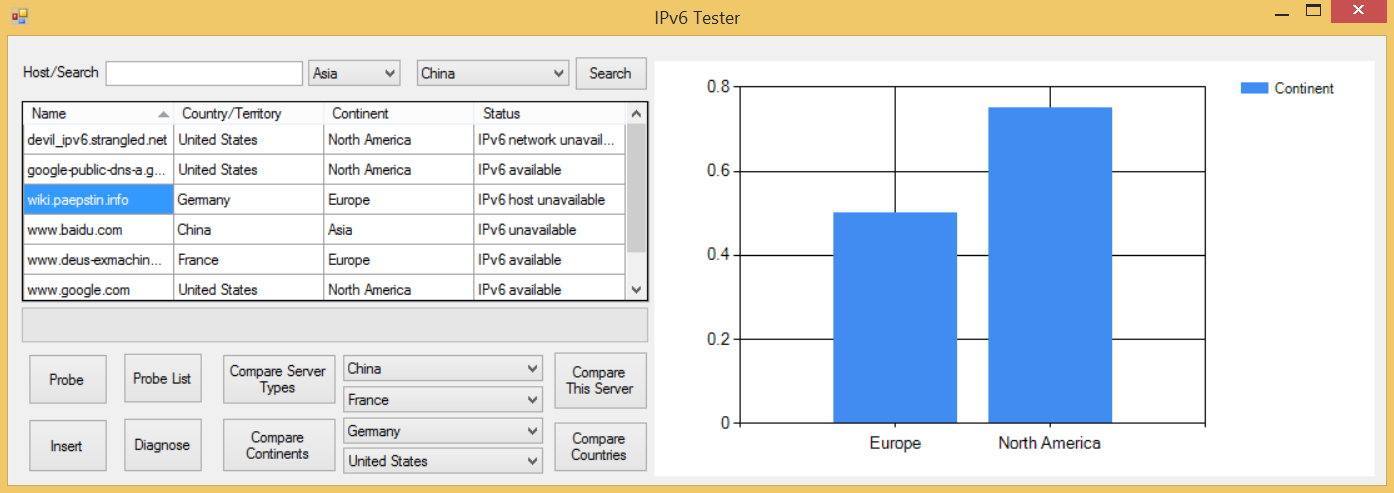 IPv6 Tester
Host/Search Asia China Search
Name Country/Territory Continent Status
devil_ipv6.strangled.net United States North America IPv6 network unavail...
google-public-dns-a.g... United States North America IPv6 available
wiki.paepstin.info Germany Europe IPv6 host unavailable
www.baidu.com China Asia IPv6 unavailable
www.deus-exmachin... France Europe IPv6 available
www.google.com United States North America IPv6 available
Probe
Probe List
Compare Server
Types
China
France
Compare
This Server
Insert
Diagnose
Compare
Continents
Germany
United States
Compare
Countries
0.8
0.6
0.4
0.2
0
Europe North America
Continent